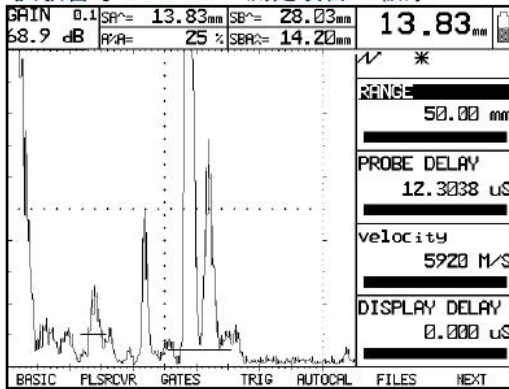 GAIN 0.1 SA^= 13.83mm SB^= 28.03mm 13.83mm
68.9 dB A%A= 25 % SBA^= 14.20mm
RANGE
50.00 mm
PROBE DELAY
12.3038 uS
velocity
5920 M/S
DISPLAY DELAY
0.000 uS
BASIC PLSRCVR GATES TRIG AUTOCAL FILES NEXT